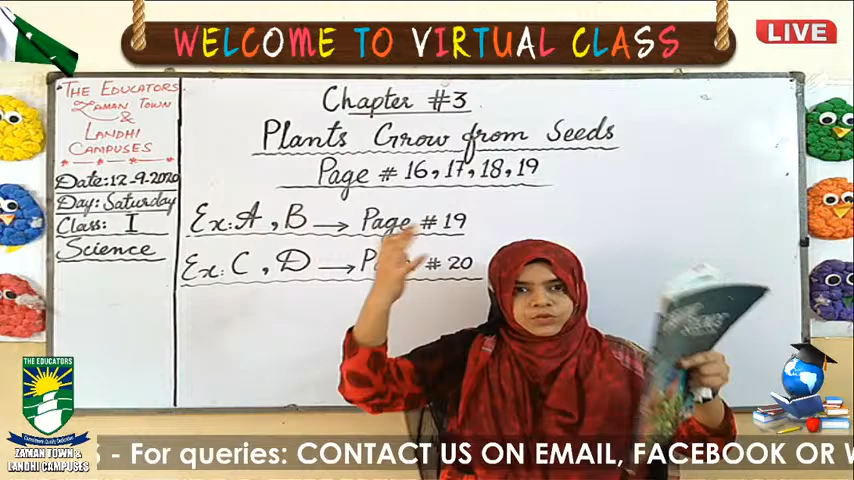 WELCOME TO VIRTUAL CLASS
LIVE
THE EDUCATORS
ZAMAN TOWN
&
LANDHI
CAMPUSES
Date: 12-9-2020
Day: Saturday
Class: I
Science
Chapter #3
Plants Grow from Seeds
Page # 16, 17, 18, 19
Ex: A, B → Page # 19
Ex: C, D → # 20
THE EDUCATORS
ZAMAN TOWN &
LANDHI CAMPUSES
- For queries: CONTACT US ON EMAIL, FACEBOOK OR